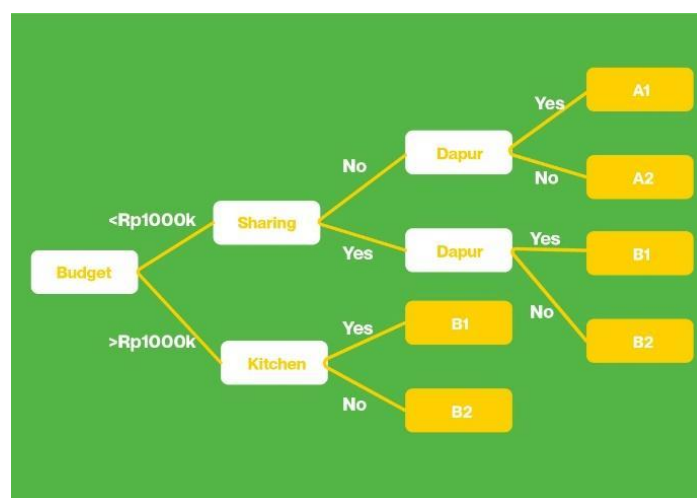 Budget
<Rp1000k
>Rp1000k
Sharing
No
Yes
Dapur
Yes
No
A1
A2
Dapur
Yes
No
B1
B2
Kitchen
Yes
No
B1
B2